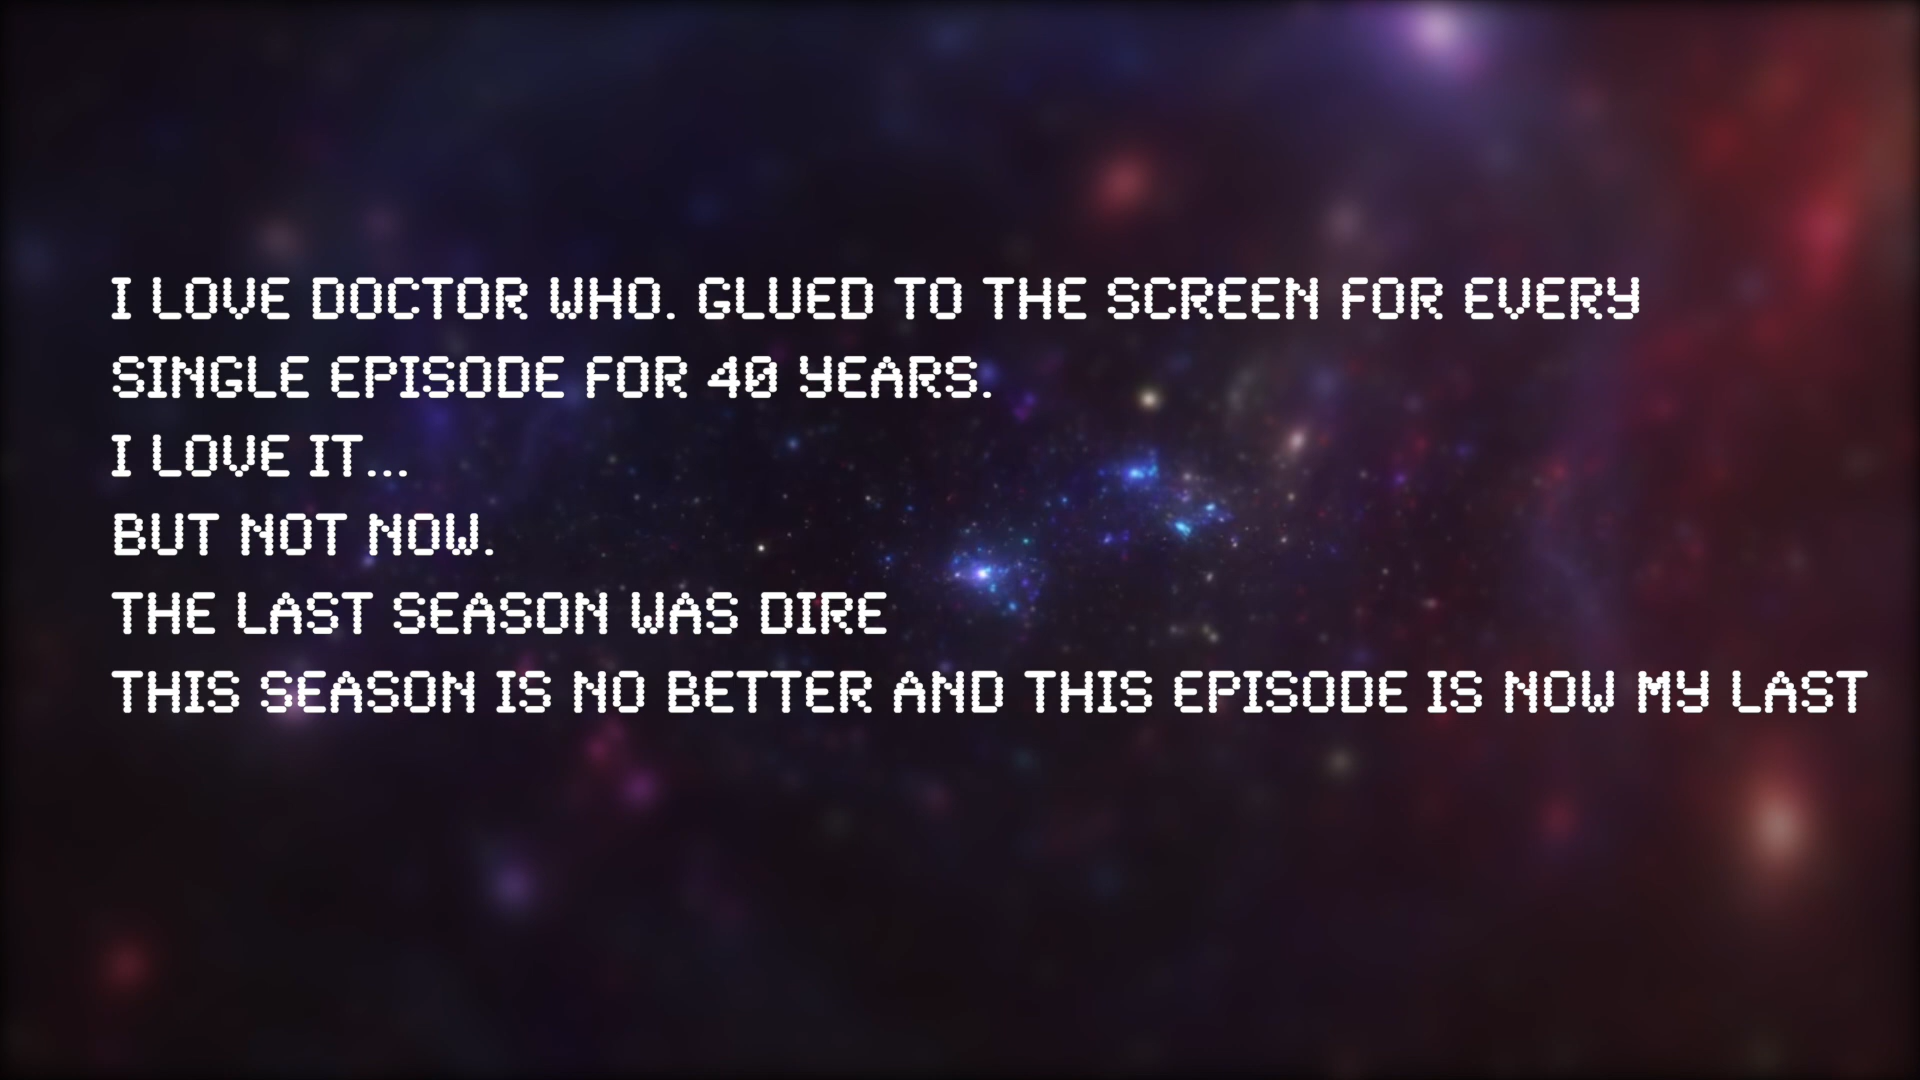 I LOVE DOCTOR WHO. GLUED TO THE SCREEN FOR EVERY
SINGLE EPISODE FOR 40 YEARS.
I LOVE IT...
BUT NOT NOW.
THE LAST SEASON WAS DIRE
THIS SEASON IS NO BETTER AND THIS EPISODE IS NOW MY LAST